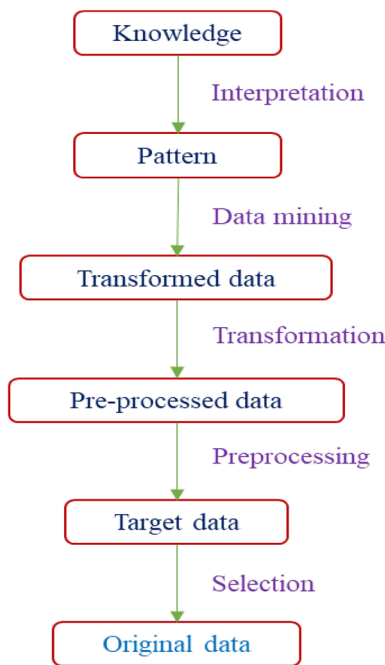 Knowledge
Interpretation
Pattern
Data mining
Transformed data
Transformation
Pre-processed data
Preprocessing
Target data
Selection
Original data